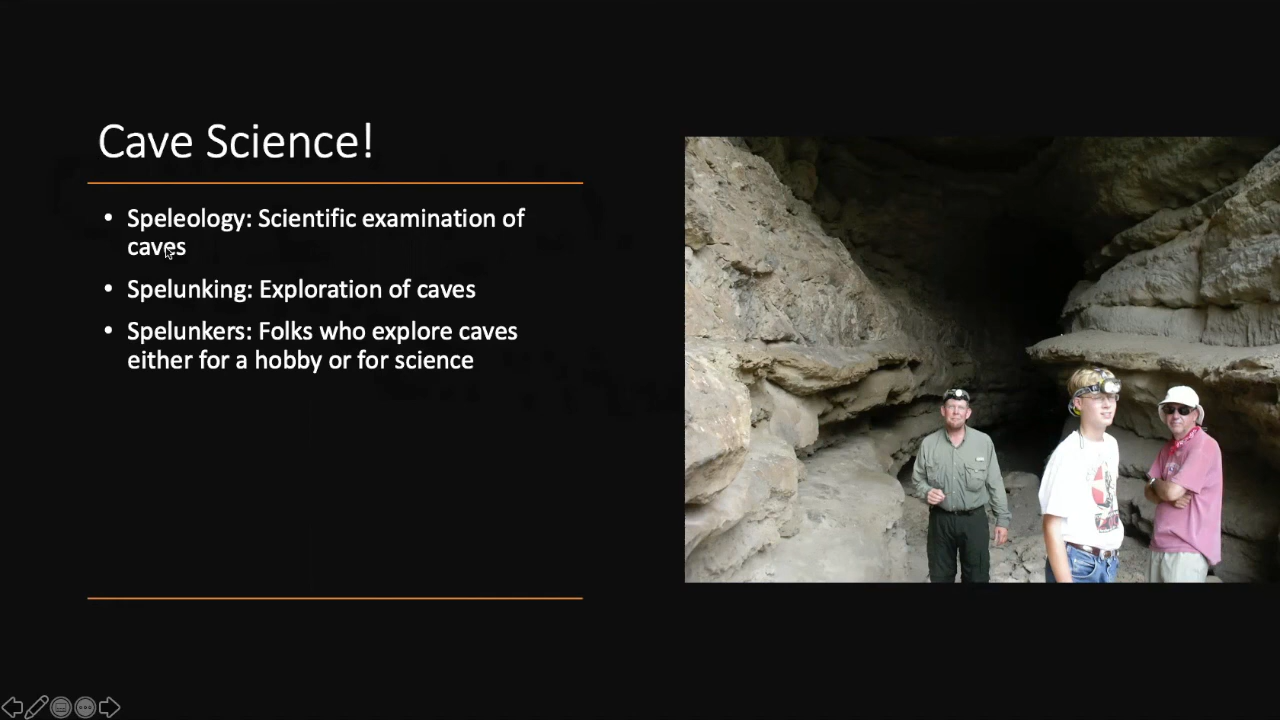 Cave Science!
• Speleology: Scientific examination of
caves
• Spelunking: Exploration of caves
• Spelunkers: Folks who explore caves
either for a hobby or for science